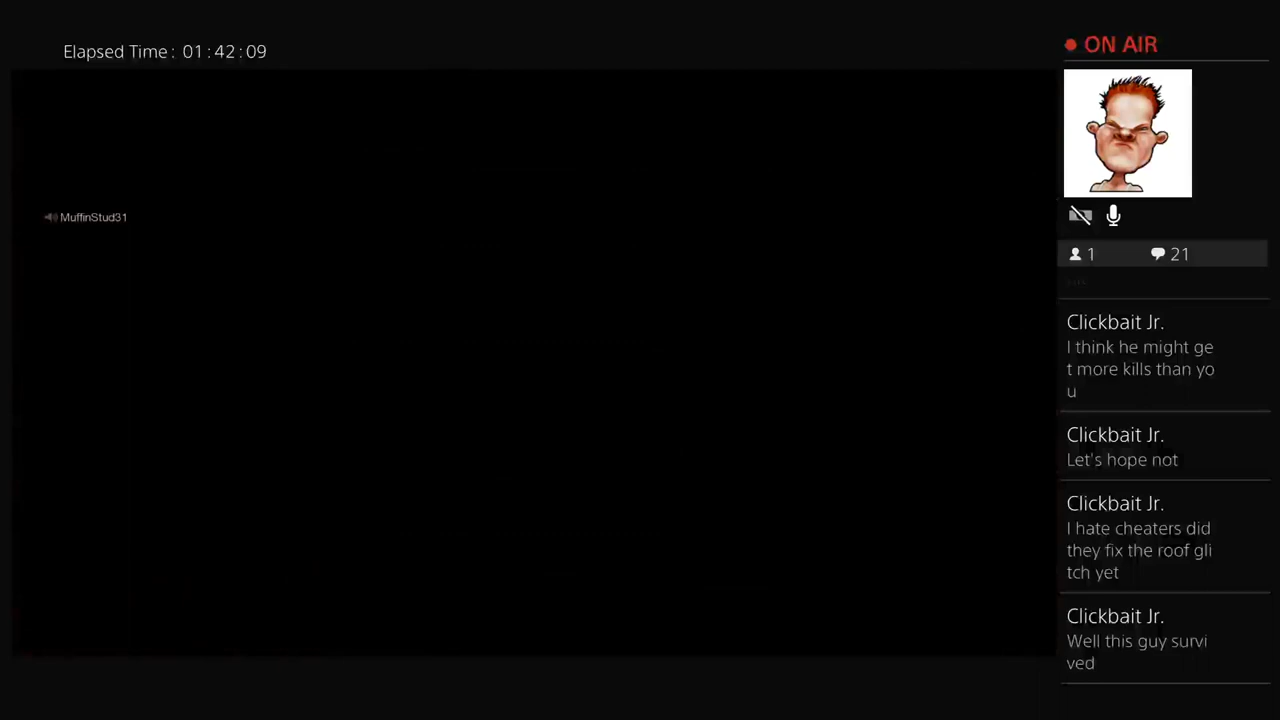 Elapsed Time: 01:42:09
ON AIR
MuffinStud31
1 21
Clickbait Jr.
I think he might ge
t more kills than yo
u
Clickbait Jr.
Let's hope not
Clickbait Jr.
I hate cheaters did
they fix the roof gli
tch yet
Clickbait Jr.
Well this guy survi
ved